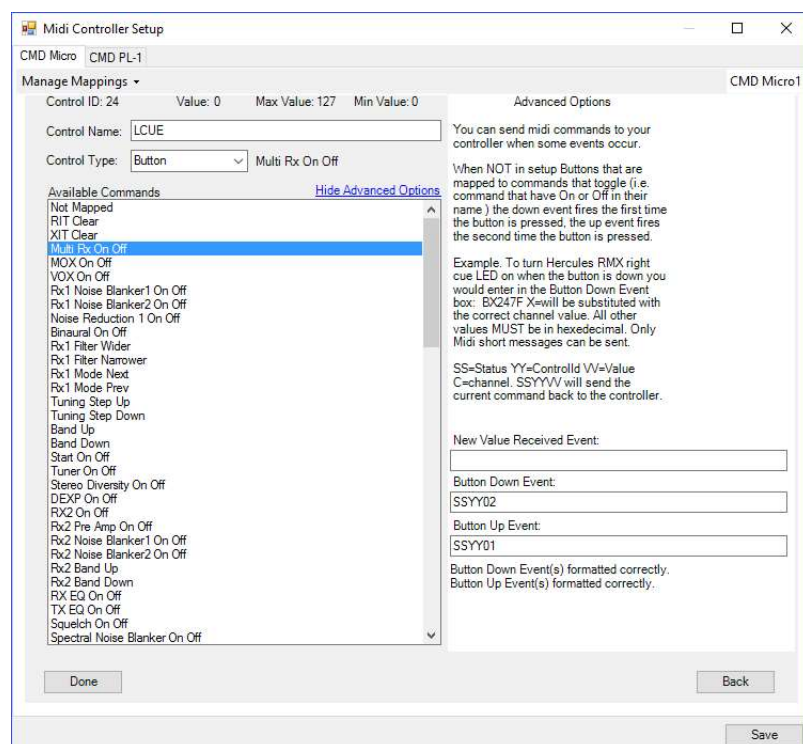 Midi Controller Setup
CMD Micro CMD PL-1
Manage Mappings
CMD Micro1
Control ID: 24 Value: 0 Max Value: 127 Min Value: 0
Control Name: LCUE
Control Type: Button Multi Rx On Off
Available Commands Hide Advanced Options
Not Mapped
RIT Clear
XIT Clear
Multi Rx On Off
MOX On Off
VOX On Off
Rx1 Noise Blanker1 On Off
Rx1 Noise Blanker2 On Off
Noise Reduction 1 On Off
Binaural On Off
Rx1 Filter Wider
Rx1 Filter Narrower
Rx1 Mode Next
Rx1 Mode Prev
Tuning Step Up
Tuning Step Down
Band Up
Band Down
Start On Off
Tuner On Off
Stereo Diversity On Off
DEXP On Off
RX2 On Off
Rx2 Pre Amp On Off
Rx2 Noise Blanker1 On Off
Rx2 Noise Blanker2 On Off
Rx2 Band Up
Rx2 Band Down
RX EQ On Off
TX EQ On Off
Squelch On Off
Spectral Noise Blanker On Off
Advanced Options
You can send midi commands to your
controller when some events occur.
When NOT in setup Buttons that are
mapped to commands that toggle (i.e.
command that have On or Off in their
name ) the down event fires the first time
the button is pressed, the up event fires
the second time the button is pressed.
Example. To turn Hercules RMX right
cue LED on when the button is down you
would enter in the Button Down Event
box: BX247F X=will be substituted with
the correct channel value. All other
values MUST be in hexedecimal. Only
Midi short messages can be sent.
SS=Status YY=ControlId VV=Value
C=channel. SSYYVV will send the
current command back to the controller.
New Value Received Event:
Button Down Event:
SSYY02
Button Up Event:
SSYY01
Button Down Event(s) formatted correctly.
Button Up Event(s) formatted correctly.
Done
Back
Save